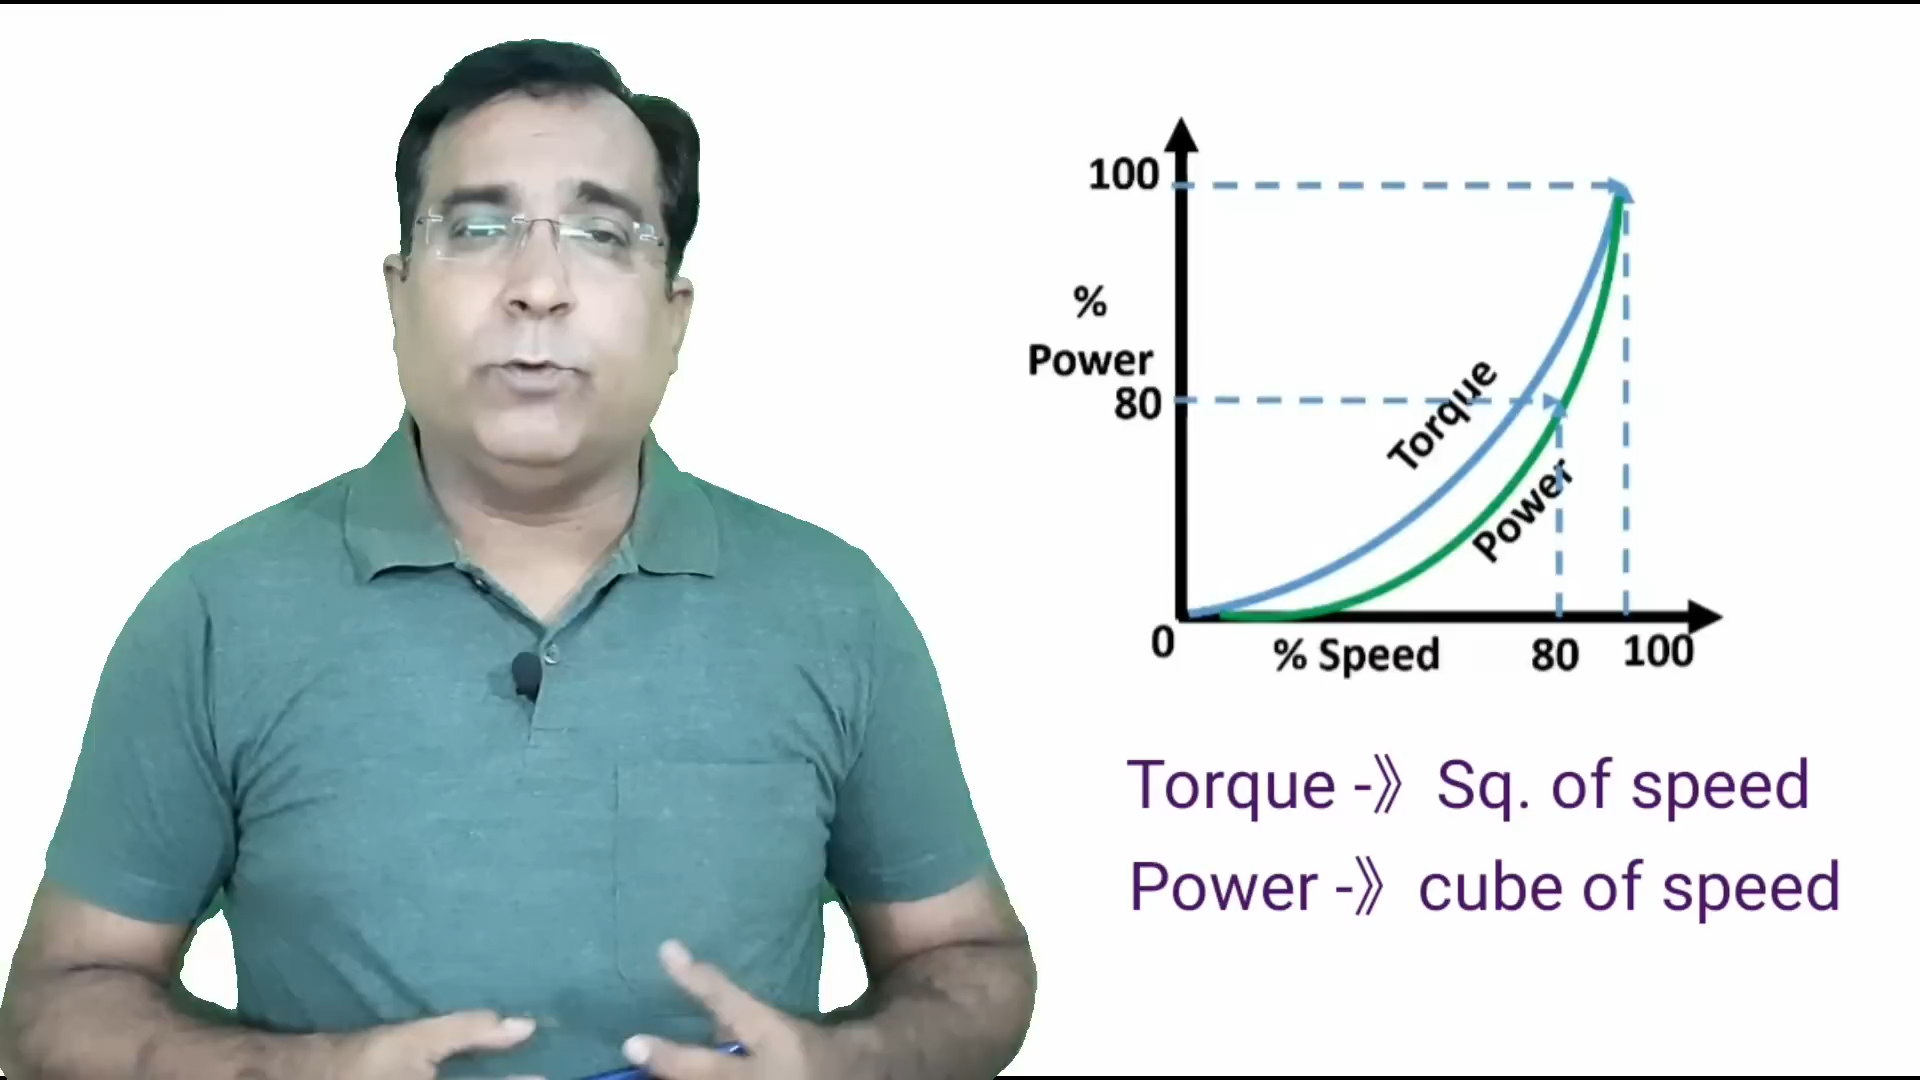 100
%
Power
80
Torque
Power
0
% Speed
80
100
Torque -》 Sq. of speed
Power -》 cube of speed